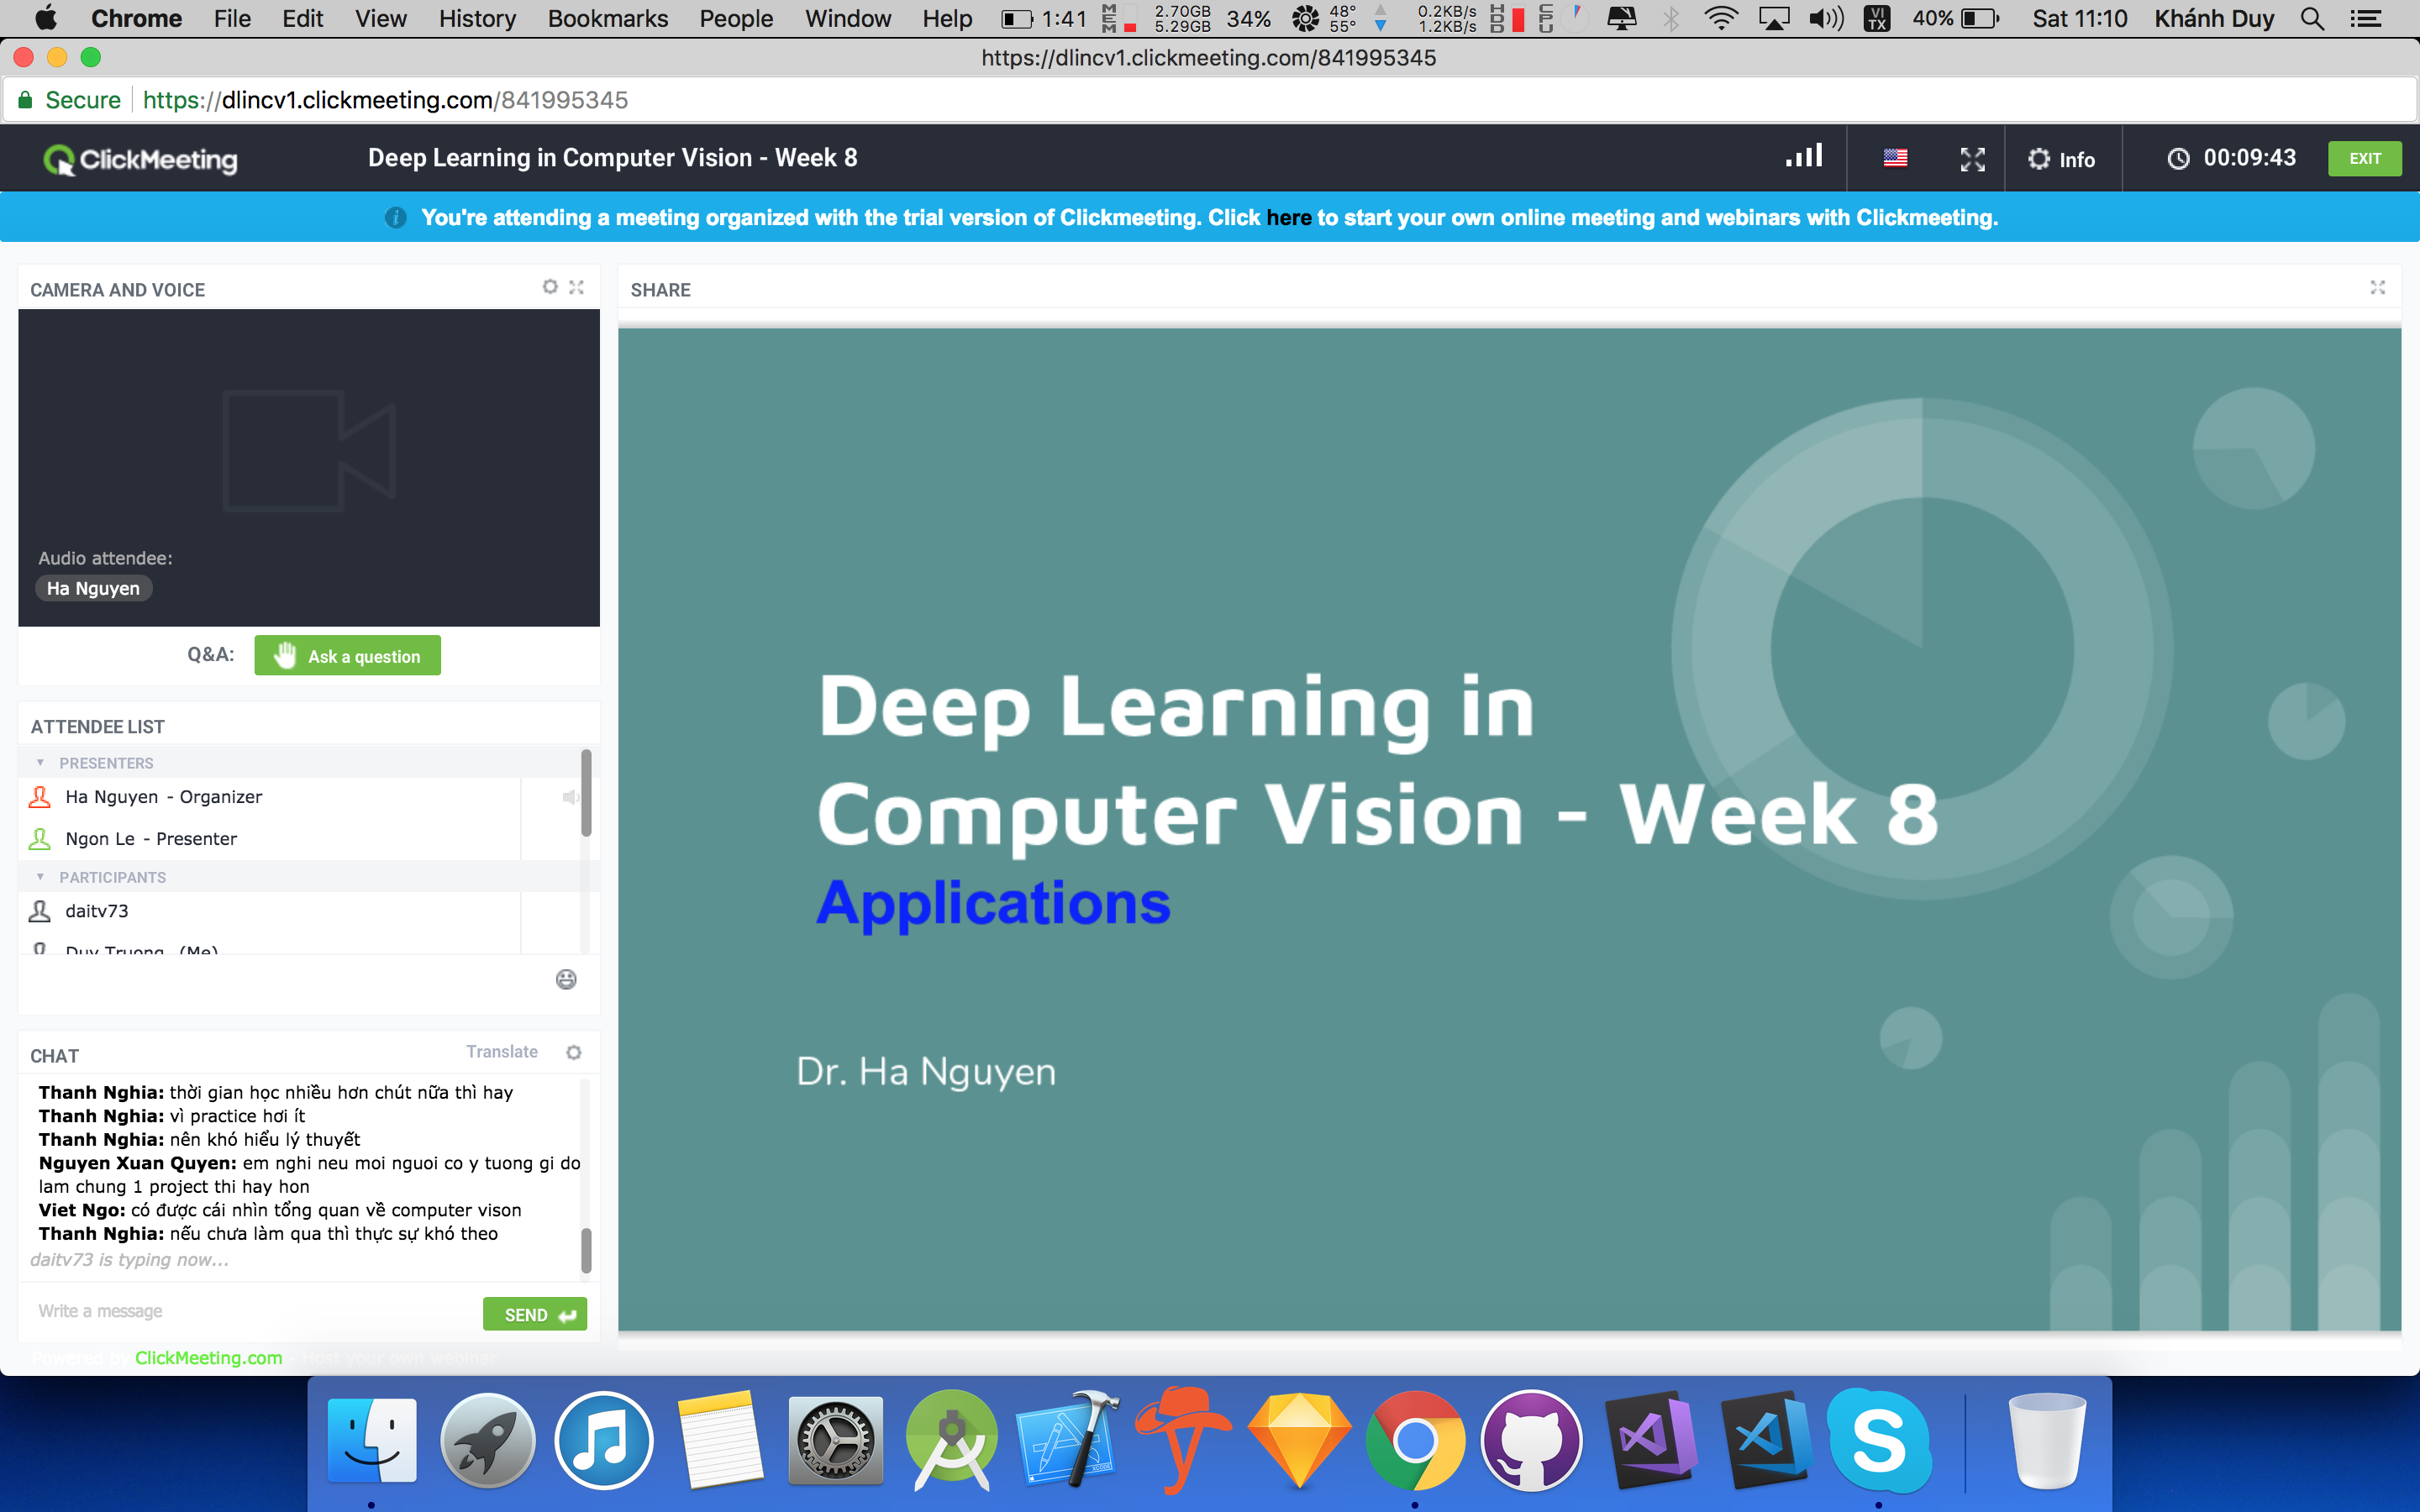 Chrome File Edit View History Bookmarks People Window Help 1:41 MEM 2.70GB 5.29GB 34% 48° 55° 0.2KB/s 1.2KB/s HDD CPU VI TX 40% Sat 11:10 Khánh Duy
https://dlincv1.clickmeeting.com/841995345
Secure https://dlincv1.clickmeeting.com/841995345
ClickMeeting Deep Learning in Computer Vision - Week 8 Info 00:09:43 EXIT
You're attending a meeting organized with the trial version of Clickmeeting. Click here to start your own online meeting and webinars with Clickmeeting.
CAMERA AND VOICE
Audio attendee:
Ha Nguyen
Q&A: Ask a question
ATTENDEE LIST
PRESENTERS
Ha Nguyen - Organizer
Ngon Le - Presenter
PARTICIPANTS
daitv73
Duy Truong (Me)
CHAT Translate
Thanh Nghia: thời gian học nhiều hơn chút nữa thì hay
Thanh Nghia: vì practice hơi ít
Thanh Nghia: nên khó hiểu lý thuyết
Nguyen Xuan Quyen: em nghi neu moi nguoi co y tuong gi do
lam chung 1 project thi hay hon
Viet Ngo: có được cái nhìn tổng quan về computer vison
Thanh Nghia: nếu chưa làm qua thì thực sự khó theo
daitv73 is typing now...
Write a message SEND
Powered by ClickMeeting.com - Host your own webinar
SHARE
Deep Learning in
Computer Vision - Week 8
Applications
Dr. Ha Nguyen